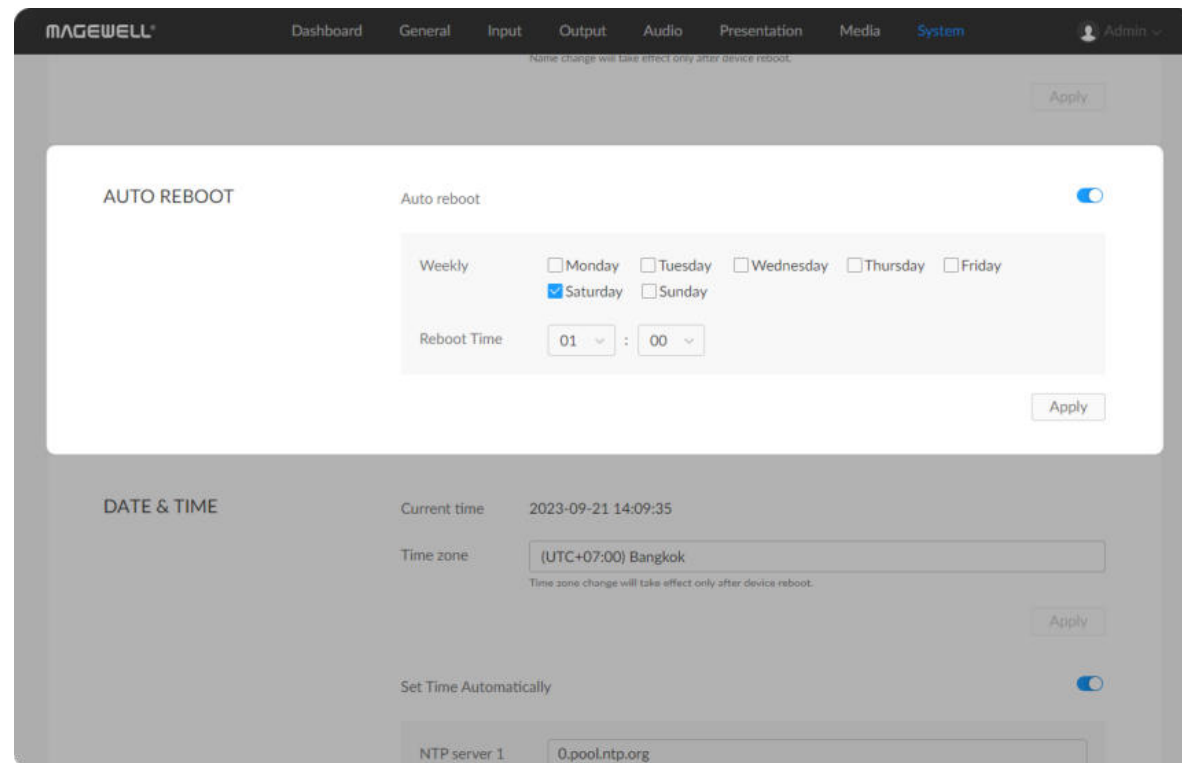 MAGEWELL® Dashboard General Input Output Audio Presentation Media System Admin
Name change will take effect only after device reboot.
Apply
AUTO REBOOT Auto reboot
Weekly Monday Tuesday Wednesday Thursday Friday
Saturday Sunday
Reboot Time 01 : 00
Apply
DATE & TIME Current time 2023-09-21 14:09:35
Time zone (UTC+07:00) Bangkok
Time zone change will take effect only after device reboot.
Apply
Set Time Automatically
NTP server 1 0.pool.ntp.org